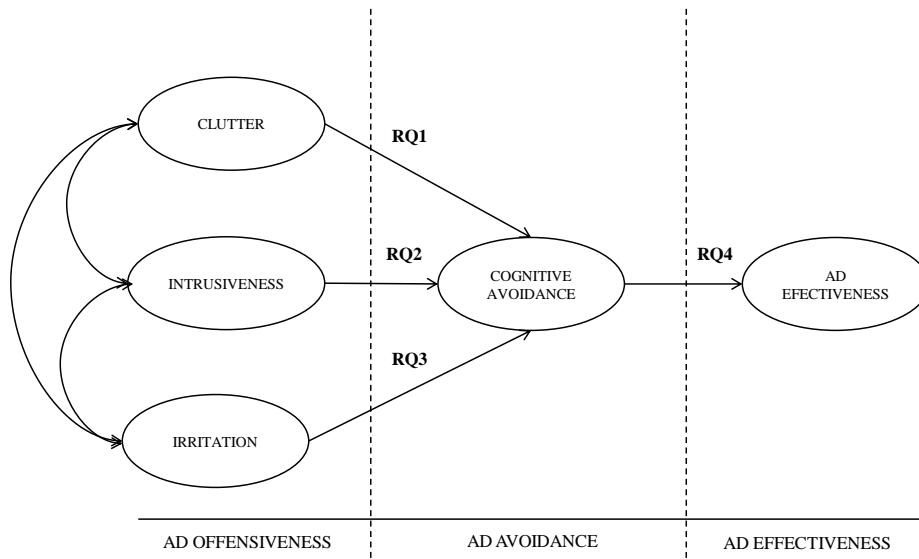 CLUTTER
RQ1
INTRUSIVENESS
RQ2
COGNITIVE
AVOIDANCE
RQ4
AD
EFECTIVENESS
RQ3
IRRITATION
AD OFFENSIVENESS
AD AVOIDANCE
AD EFFECTIVENESS